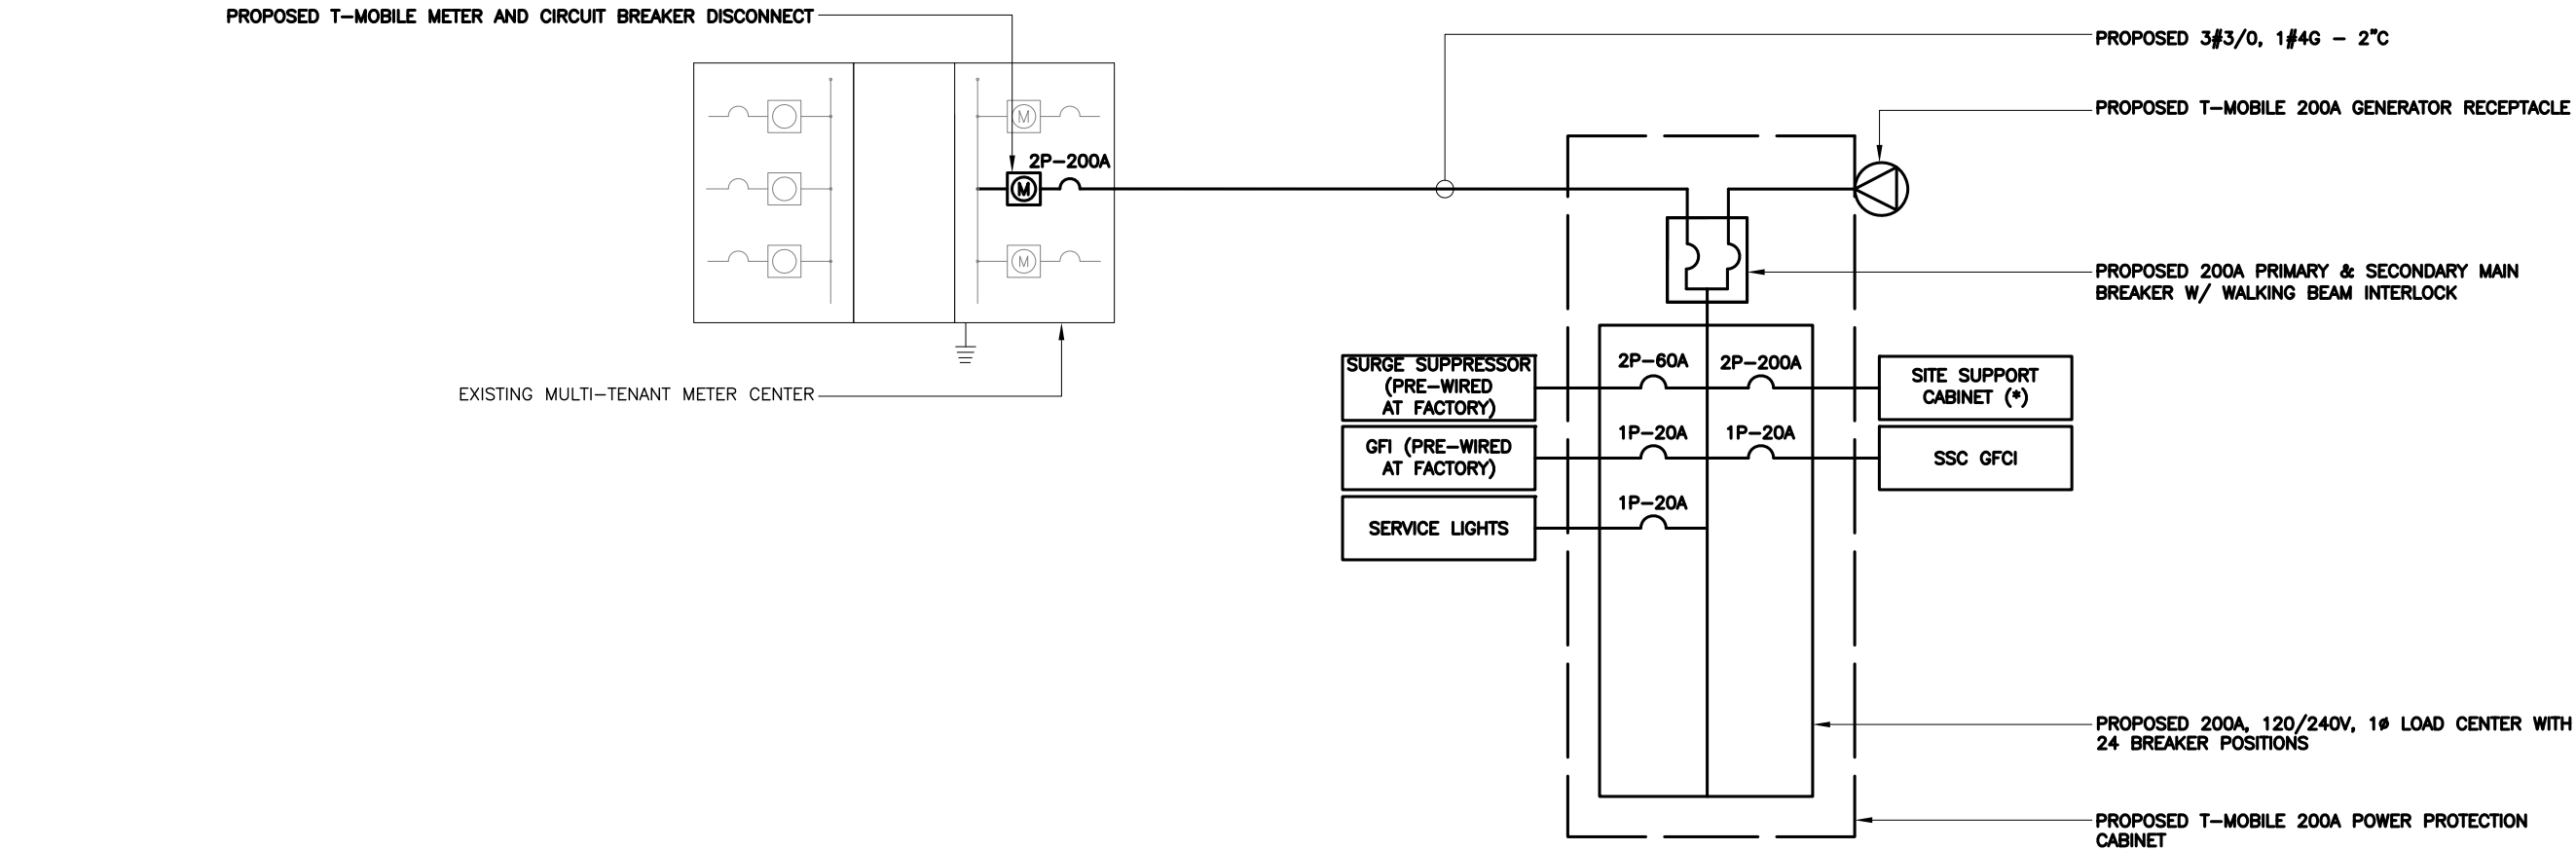 PROPOSED T-MOBILE METER AND CIRCUIT BREAKER DISCONNECT
PROPOSED 3#3/0, 1#4G - 2"C
PROPOSED T-MOBILE 200A GENERATOR RECEPTACLE
M
2P-200A
M
M
PROPOSED 200A PRIMARY & SECONDARY MAIN
BREAKER W/ WALKING BEAM INTERLOCK
EXISTING MULTI-TENANT METER CENTER
SURGE SUPPRESSOR
(PRE-WIRED
AT FACTORY)
2P-60A
2P-200A
SITE SUPPORT
CABINET (*)
GFI (PRE-WIRED
AT FACTORY)
1P-20A
1P-20A
SSC GFCI
SERVICE LIGHTS
1P-20A
PROPOSED 200A, 120/240V, 1ø LOAD CENTER WITH
24 BREAKER POSITIONS
PROPOSED T-MOBILE 200A POWER PROTECTION
CABINET